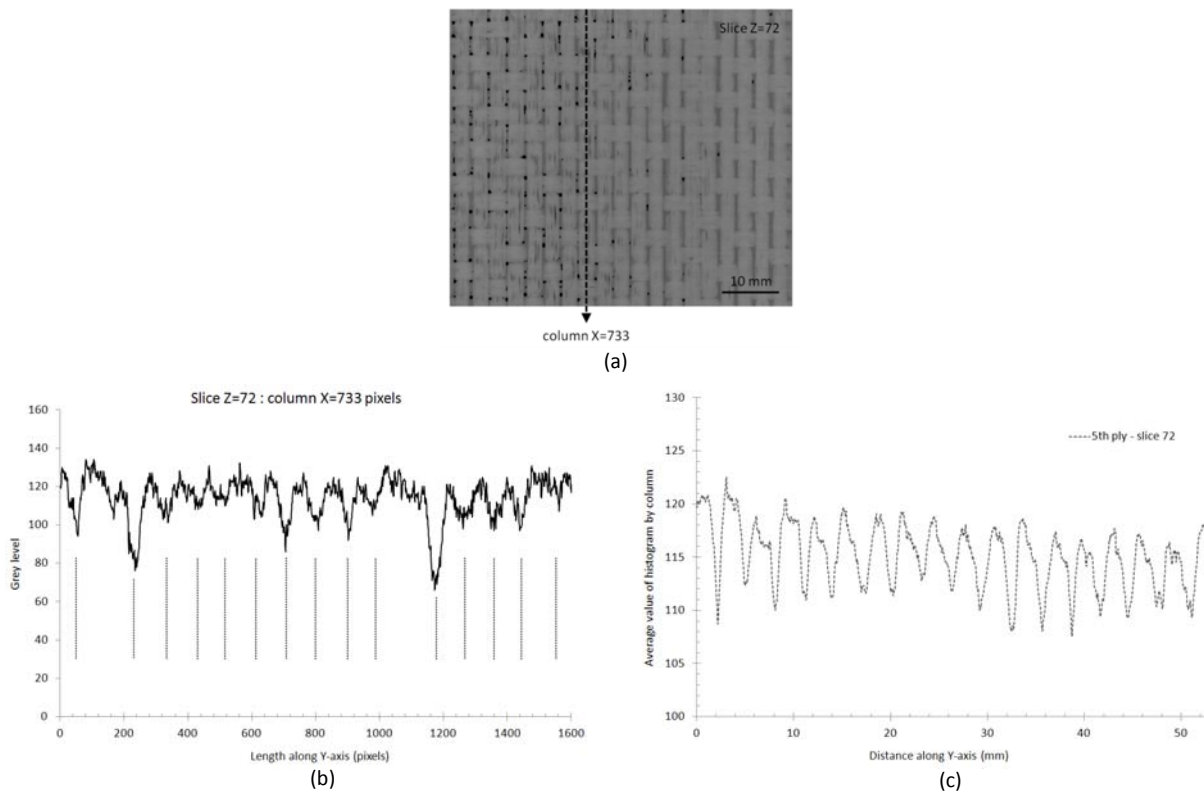 Slice Z=72
10 mm
column X=733
(a)
Slice Z=72 : column X=733 pixels
160
140
120
100
80
60
40
20
0
Grey level
0 200 400 600 800 1000 1200 1400 1600
Length along Y-axis (pixels)
(b)
130
125
120
115
110
105
100
Average value of histogram by column
5th ply - slice 72
0 10 20 30 40 50
Distance along Y-axis (mm)
(c)